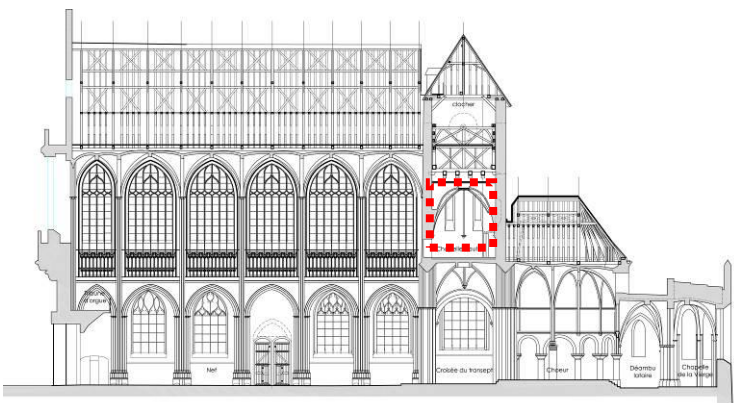 clocher
Tribune
d'orgue
Nef
Croisée du transept
Choeur
Déambu
latoire
Chapelle
de la Vierge